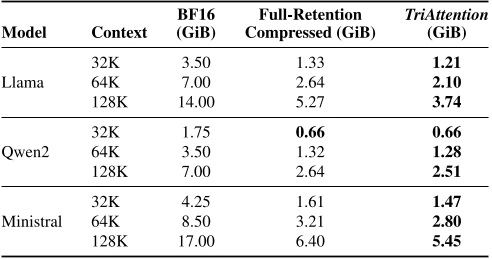 Model Context BF16 (GiB) Full-Retention Compressed (GiB) TriAttention (GiB)
Llama 32K 3.50 1.33 1.21
64K 7.00 2.64 2.10
128K 14.00 5.27 3.74
Qwen2 32K 1.75 0.66 0.66
64K 3.50 1.32 1.28
128K 7.00 2.64 2.51
Ministral 32K 4.25 1.61 1.47
64K 8.50 3.21 2.80
128K 17.00 6.40 5.45